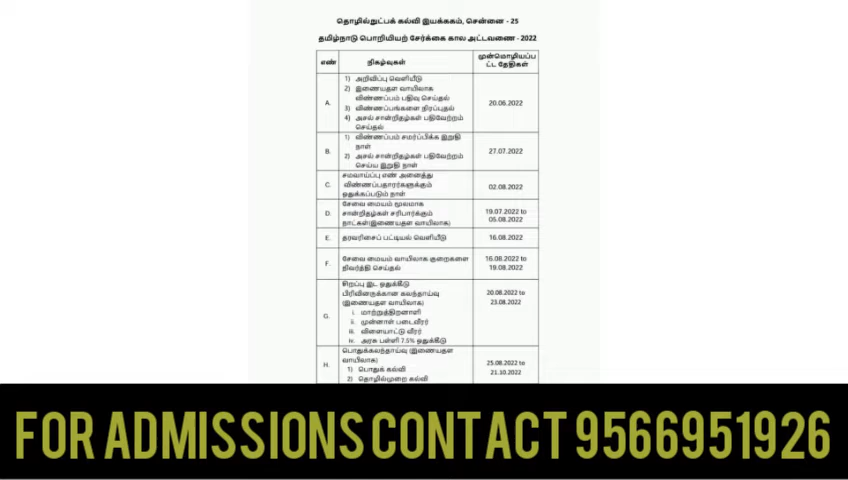 தொழில்நுட்பக் கல்வி இயக்ககம், சென்னை - 25
தமிழ்நாடு பொறியியற் சேர்க்கை கால அட்டவணை - 2022
எண்
நிகழ்வுகள்
முன்மொழியப்ப
ட்ட தேதிகள்
A.
1) அறிவிப்பு வெளியீடு
2) இணையதள வாயிலாக
விண்ணப்பம் பதிவு செய்தல்
3) விண்ணப்பங்களை நிரப்புதல்
4) அசல் சான்றிதழ்கள் பதிவேற்றம்
செய்தல்
20.06.2022
B.
1) விண்ணப்பம் சமர்ப்பிக்க இறுதி
நாள்
2) அசல் சான்றிதழ்கள் பதிவேற்றம்
செய்ய இறுதி நாள்
27.07.2022
C.
சமவாய்ப்பு எண் அனைத்து
விண்ணப்பதாரர்களுக்கும்
ஒதுக்கப்படும் நாள்
02.08.2022
D.
சேவை மையம் மூலமாக
சான்றிதழ்கள் சரிபார்க்கும்
நாட்கள்(இணையதள வாயிலாக)
19.07.2022 to
05.08.2022
E.
தரவரிசைப் பட்டியல் வெளியீடு
16.08.2022
F.
சேவை மையம் வாயிலாக குறைகளை
நிவர்த்தி செய்தல்
16.08.2022 to
19.08.2022
G.
சிறப்பு இட ஒதுக்கீடு
பிரிவினருக்கான கலந்தாய்வு
(இணையதள வாயிலாக)
i. மாற்றுத்திறனாளி
ii. முன்னாள் படைவீரர்
iii. விளையாட்டு வீரர்
iv. அரசு பள்ளி 7.5% ஒதுக்கீடு
20.08.2022 to
23.08.2022
H.
பொதுக்கலந்தாய்வு (இணையதள
வாயிலாக)
1) பொதுக் கல்வி
2) தொழில்முறை கல்வி
25.08.2022 to
21.10.2022
FOR ADMISSIONS CONTACT 9566951926